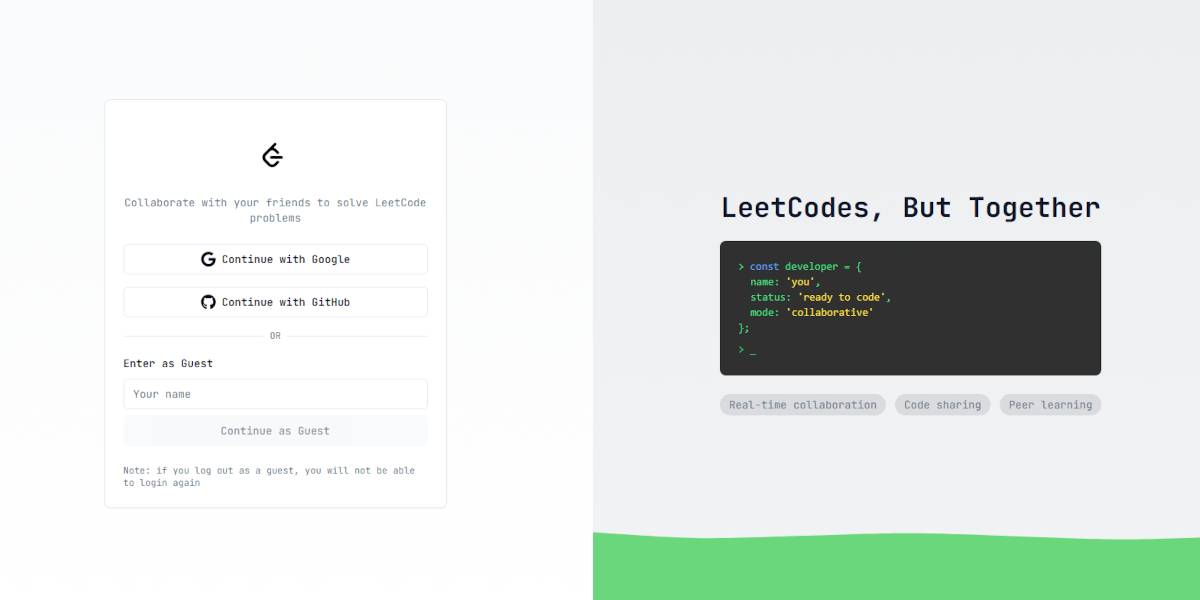 Collaborate with your friends to solve LeetCode
problems
Continue with Google
Continue with GitHub
OR
Enter as Guest
Your name
Continue as Guest
Note: if you log out as a guest, you will not be able
to login again
LeetCodes, But Together
> const developer = {
name: 'you',
status: 'ready to code',
mode: 'collaborative'
};
> _
Real-time collaboration
Code sharing
Peer learning